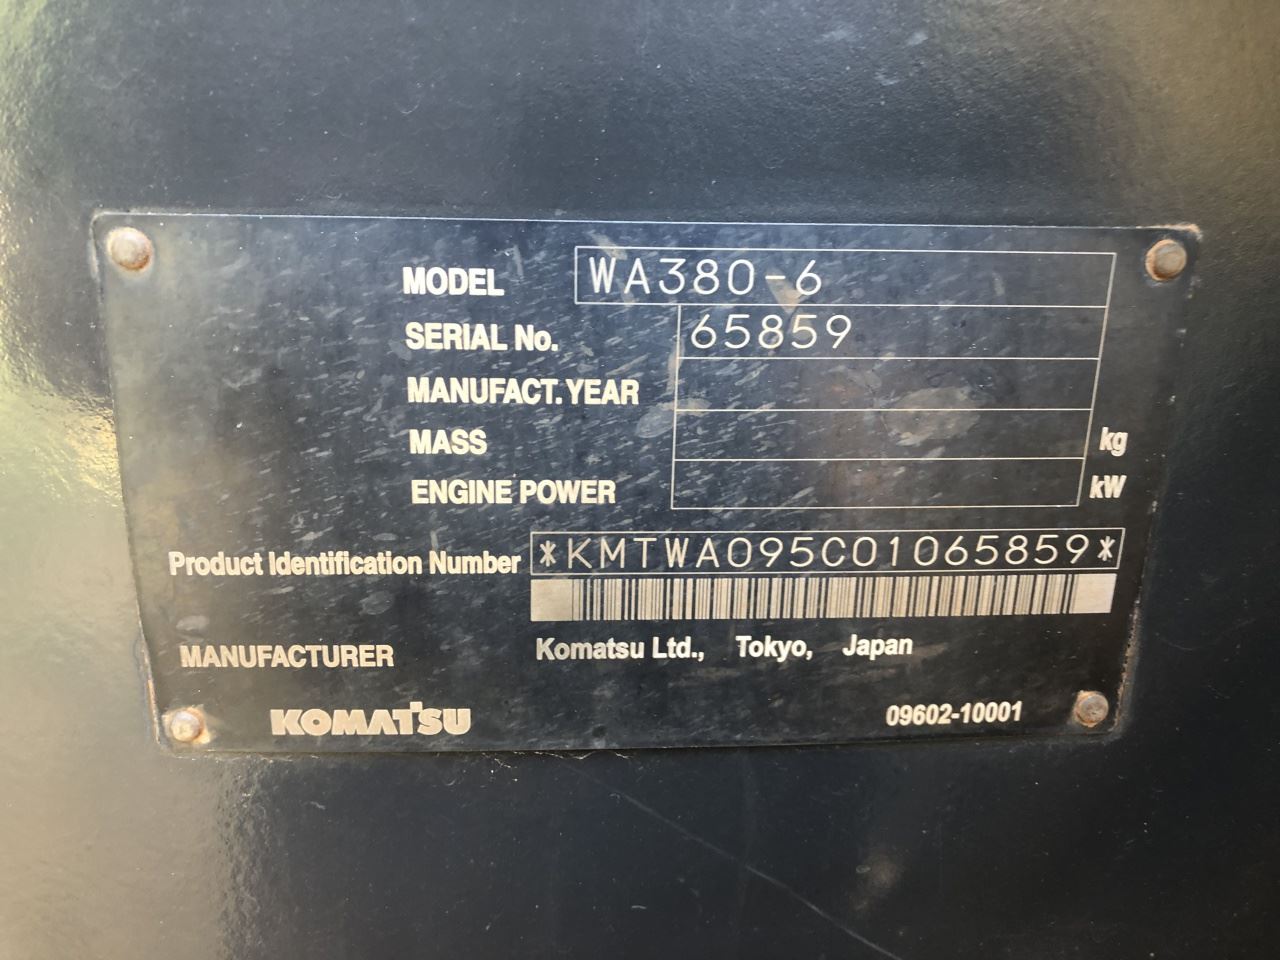 MODEL WA380-6
SERIAL No. 65859
MANUFACT. YEAR
MASS kg
ENGINE POWER kW
Product Identification Number *KMTWA095C01065859*
MANUFACTURER Komatsu Ltd., Tokyo, Japan
KOMATSU 09602-10001